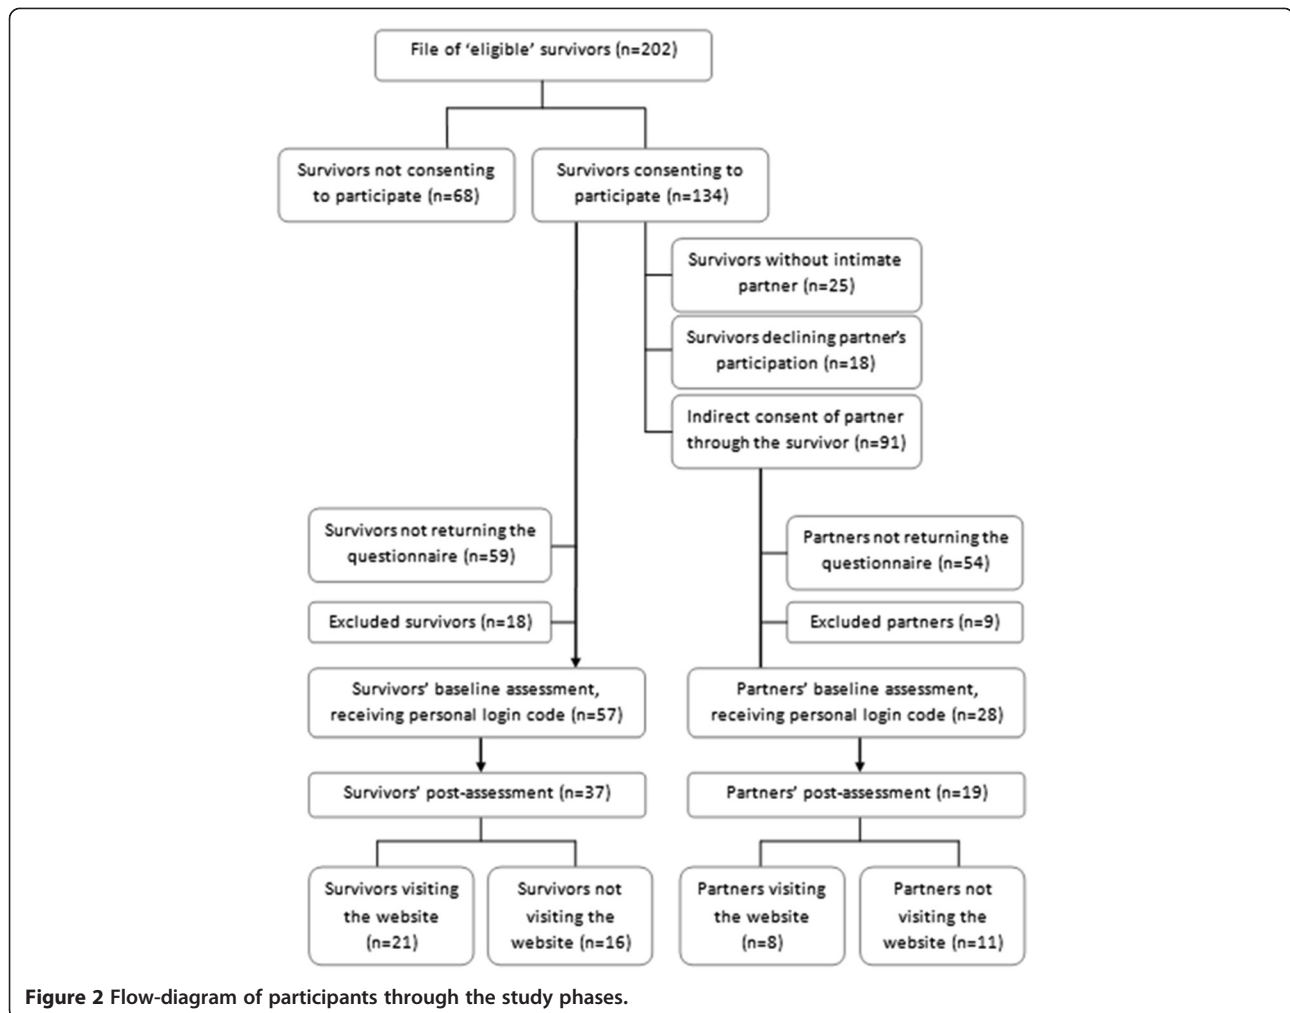 File of ‘eligible’ survivors (n=202)
Survivors not consenting
to participate (n=68)
Survivors consenting to
participate (n=134)
Survivors without intimate
partner (n=25)
Survivors declining partner's
participation (n=18)
Indirect consent of partner
through the survivor (n=91)
Survivors not returning the
questionnaire (n=59)
Partners not returning the
questionnaire (n=54)
Excluded survivors (n=18)
Excluded partners (n=9)
Survivors’ baseline assessment,
receiving personal login code (n=57)
Partners’ baseline assessment,
receiving personal login code (n=28)
Survivors’ post-assessment (n=37)
Partners’ post-assessment (n=19)
Survivors visiting
the website
(n=21)
Survivors not
visiting the
website (n=16)
Partners visiting
the website
(n=8)
Partners not
visiting the
website (n=11)
Figure 2 Flow-diagram of participants through the study phases.